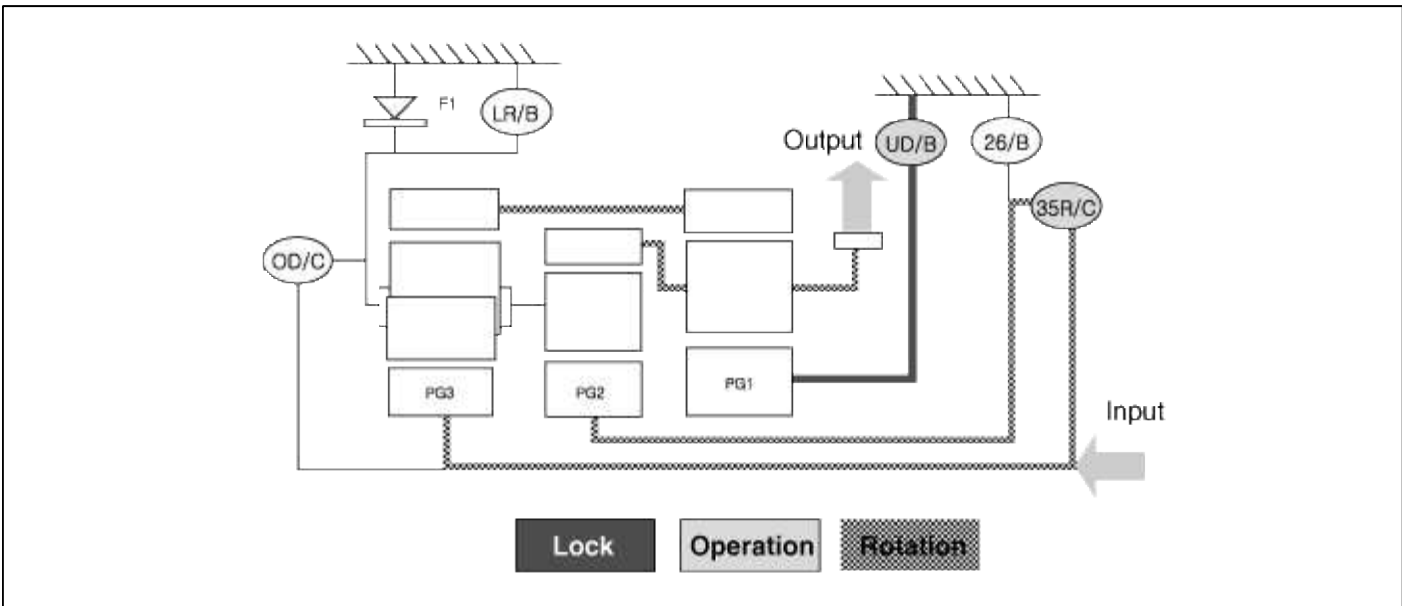 F1
LR/B
Output
UD/B
26/B
35R/C
OD/C
PG3
PG2
PG1
Input
Lock
Operation
Rotation